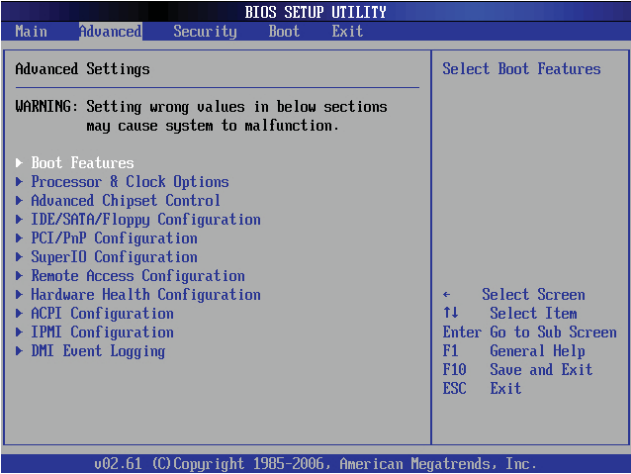 BIOS SETUP UTILITY
Main Advanced Security Boot Exit
Advanced Settings
WARNING: Setting wrong values in below sections
may cause system to malfunction.
Boot Features
Processor & Clock Options
Advanced Chipset Control
IDE/SATA/Floppy Configuration
PCI/PnP Configuration
SuperIO Configuration
Remote Access Configuration
Hardware Health Configuration
ACPI Configuration
IPMI Configuration
DMI Event Logging
Select Boot Features
← Select Screen
↑↓ Select Item
Enter Go to Sub Screen
F1 General Help
F10 Save and Exit
ESC Exit
v02.61 (C)Copyright 1985-2006, American Megatrends, Inc.